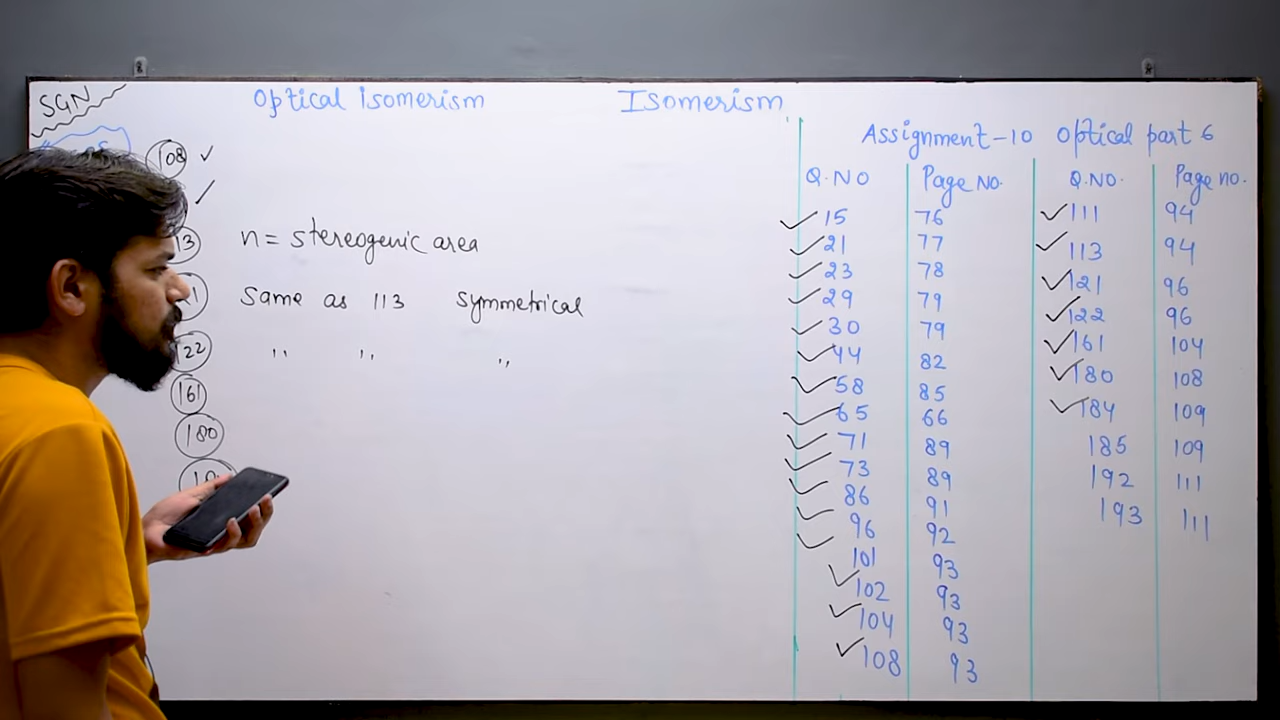 SGN
Optical Isomerism
Isomerism
108 ✓
✓
13 n = stereogenic area
Same as 113 symmetrical
122 " " "
161
180
Assignment-10 Optical part 6
Q.NO Page No. Q.NO. Page no.
✓ 15 76 ✓ 111 94
✓ 21 77 ✓ 113 94
✓ 23 78 ✓ 121 96
✓ 29 79 ✓ 122 96
✓ 30 79 ✓ 161 104
✓ 44 82 ✓ 180 108
✓ 58 85 ✓ 184 109
✓ 65 66 185 109
✓ 71 89 192 111
✓ 73 89 193 111
✓ 86 91
✓ 96 92
✓ 101 93
✓ 102 93
✓ 104 93
✓ 108 93